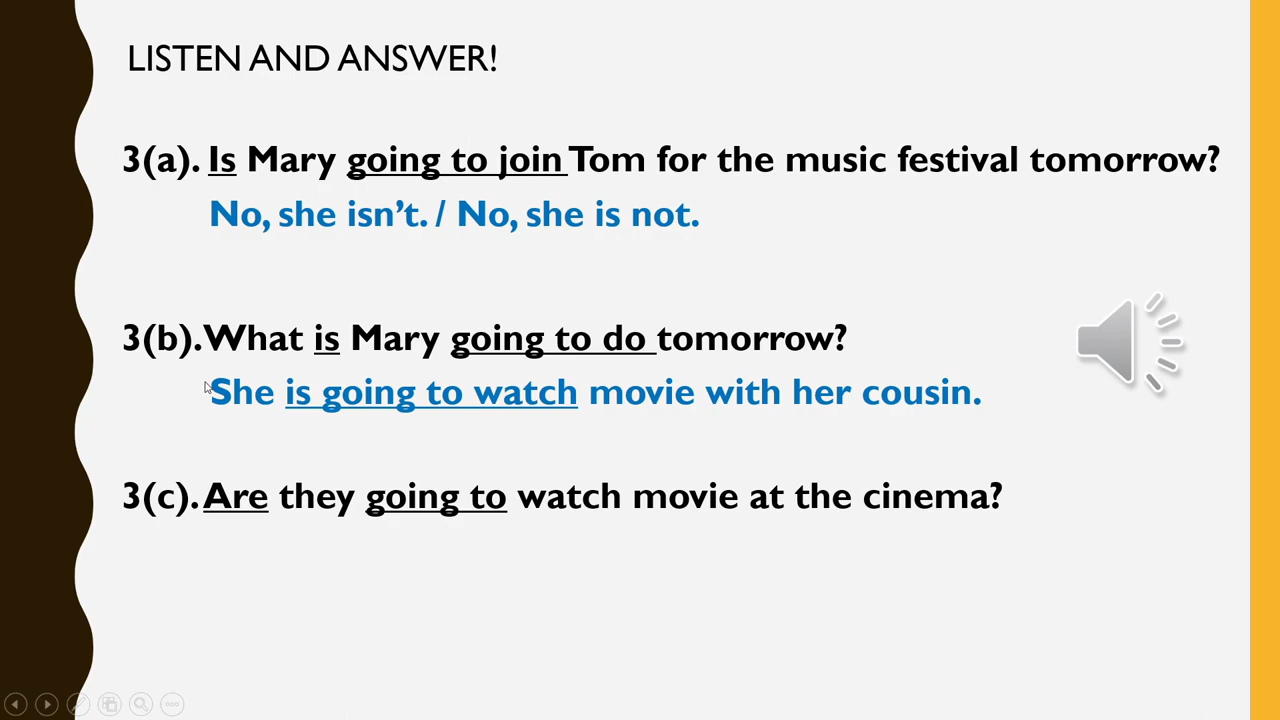 LISTEN AND ANSWER!
3(a). Is Mary going to join Tom for the music festival tomorrow?
No, she isn’t. / No, she is not.
3(b). What is Mary going to do tomorrow?
She is going to watch movie with her cousin.
3(c). Are they going to watch movie at the cinema?